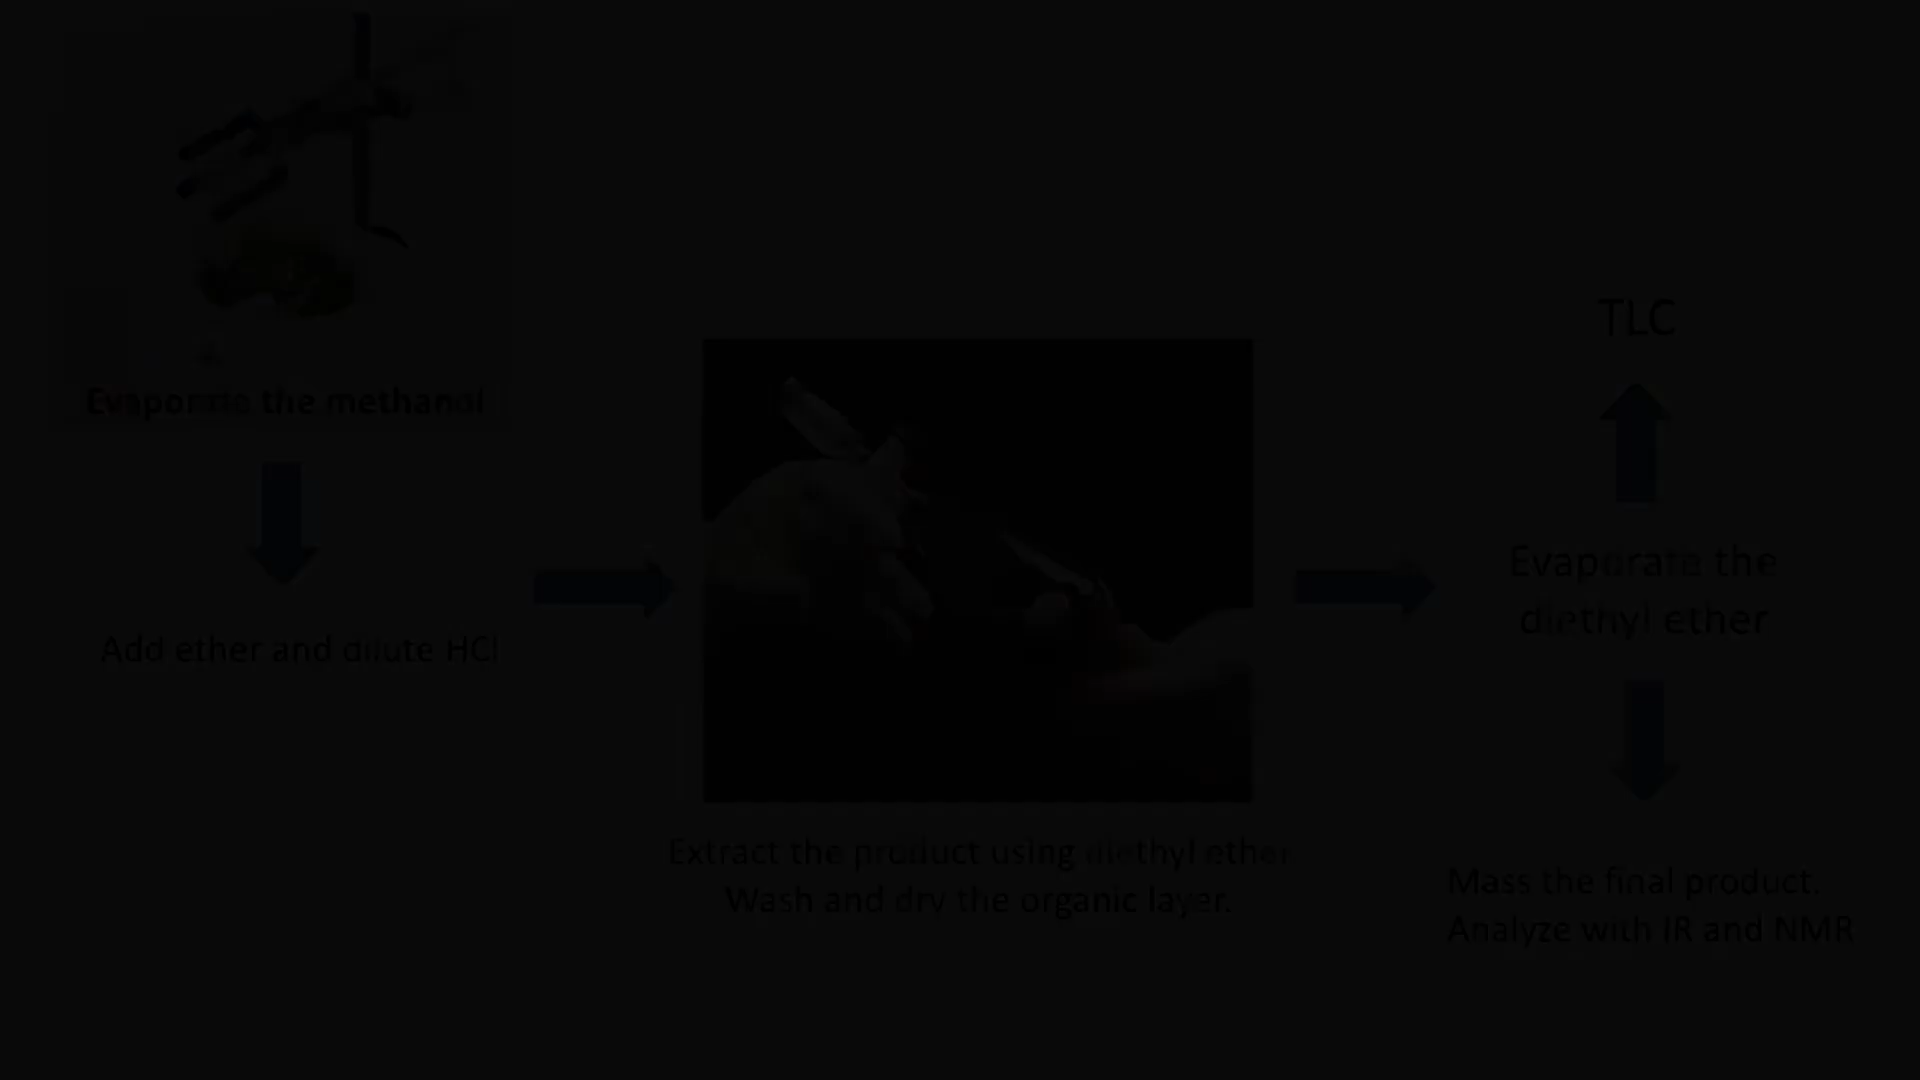 Evaporate the methanol
Add ether and dilute HCl
Extract the product using diethyl ether
Wash and dry the organic layer.
TLC
Evaporate the
diethyl ether
Mass the final product.
Analyze with IR and NMR